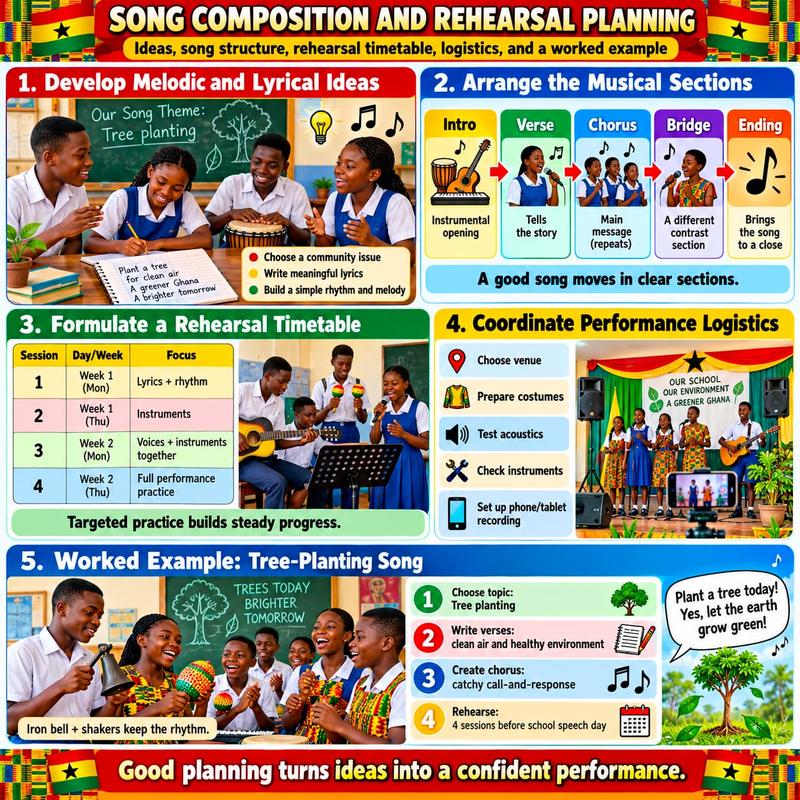 SONG COMPOSITION AND REHEARSAL PLANNING
Ideas, song structure, rehearsal timetable, logistics, and a worked example
1. Develop Melodic and Lyrical Ideas
Our Song Theme:
Tree planting
Plant a tree
for clean air
A greener Ghana
A brighter tomorrow
Choose a community issue
Write meaningful lyrics
Build a simple rhythm and melody
2. Arrange the Musical Sections
Intro
Instrumental
opening
Verse
Tells
the story
Chorus
Main
message
(repeats)
Bridge
A different
contrast
section
Ending
Brings
the song
to a close
A good song moves in clear sections.
3. Formulate a Rehearsal Timetable
Session Day/Week Focus
1 Week 1 (Mon) Lyrics + rhythm
2 Week 1 (Thu) Instruments
3 Week 2 (Mon) Voices + instruments together
4 Week 2 (Thu) Full performance practice
Targeted practice builds steady progress.
4. Coordinate Performance Logistics
Choose venue
Prepare costumes
Test acoustics
Check instruments
Set up phone/tablet
recording
OUR SCHOOL
OUR ENVIRONMENT
A GREENER GHANA
5. Worked Example: Tree-Planting Song
TREES TODAY
BRIGHTER
TOMORROW
Iron bell + shakers keep the rhythm.
1 Choose topic:
Tree planting
2 Write verses:
clean air and healthy environment
3 Create chorus:
catchy call-and-response
4 Rehearse:
4 sessions before school speech day
Plant a tree today!
Yes, let the earth
grow green!
Good planning turns ideas into a confident performance.